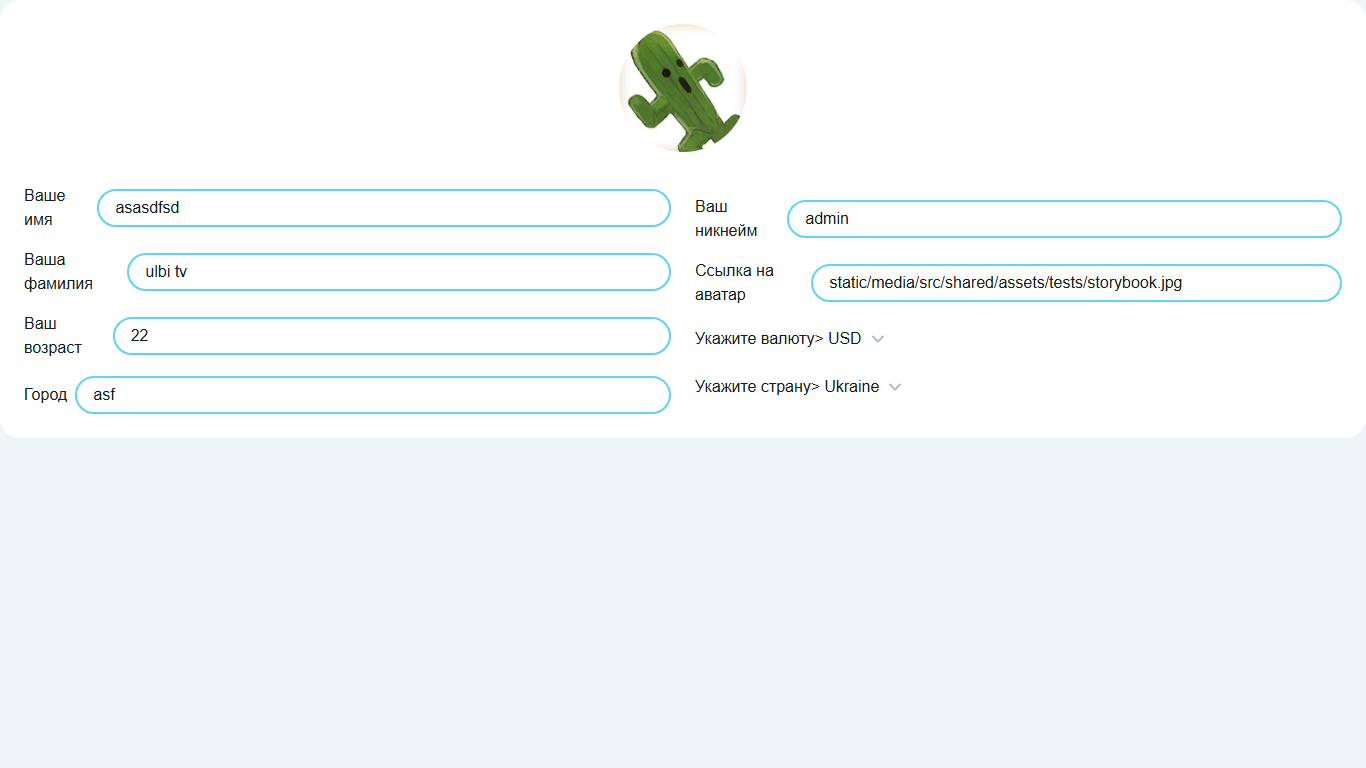 Ваше
имя
asasdfsd
Ваша
фамилия
ulbi tv
Ваш
возраст
22
Город
asf
Ваш
никнейм
admin
Ссылка на
аватар
static/media/src/shared/assets/tests/storybook.jpg
Укажите валюту> USD
Укажите страну> Ukraine